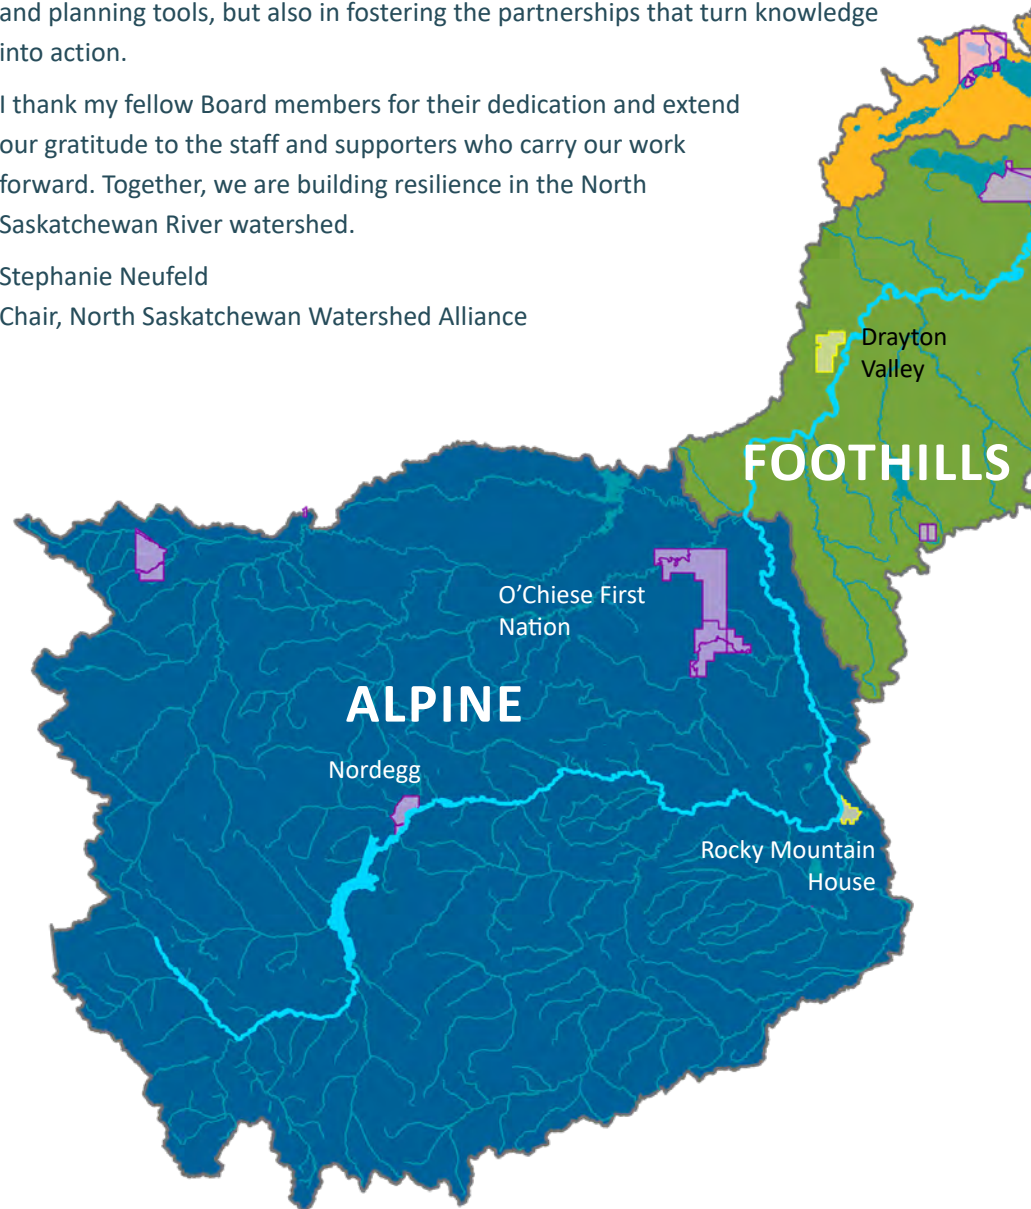 and planning tools, but also in fostering the partnerships that turn knowledge
into action.
I thank my fellow Board members for their dedication and extend
our gratitude to the staff and supporters who carry our work
forward. Together, we are building resilience in the North
Saskatchewan River watershed.
Stephanie Neufeld
Chair, North Saskatchewan Watershed Alliance
Drayton
Valley
FOOTHILLS
O'Chiese First
Nation
ALPINE
Nordegg
Rocky Mountain
House